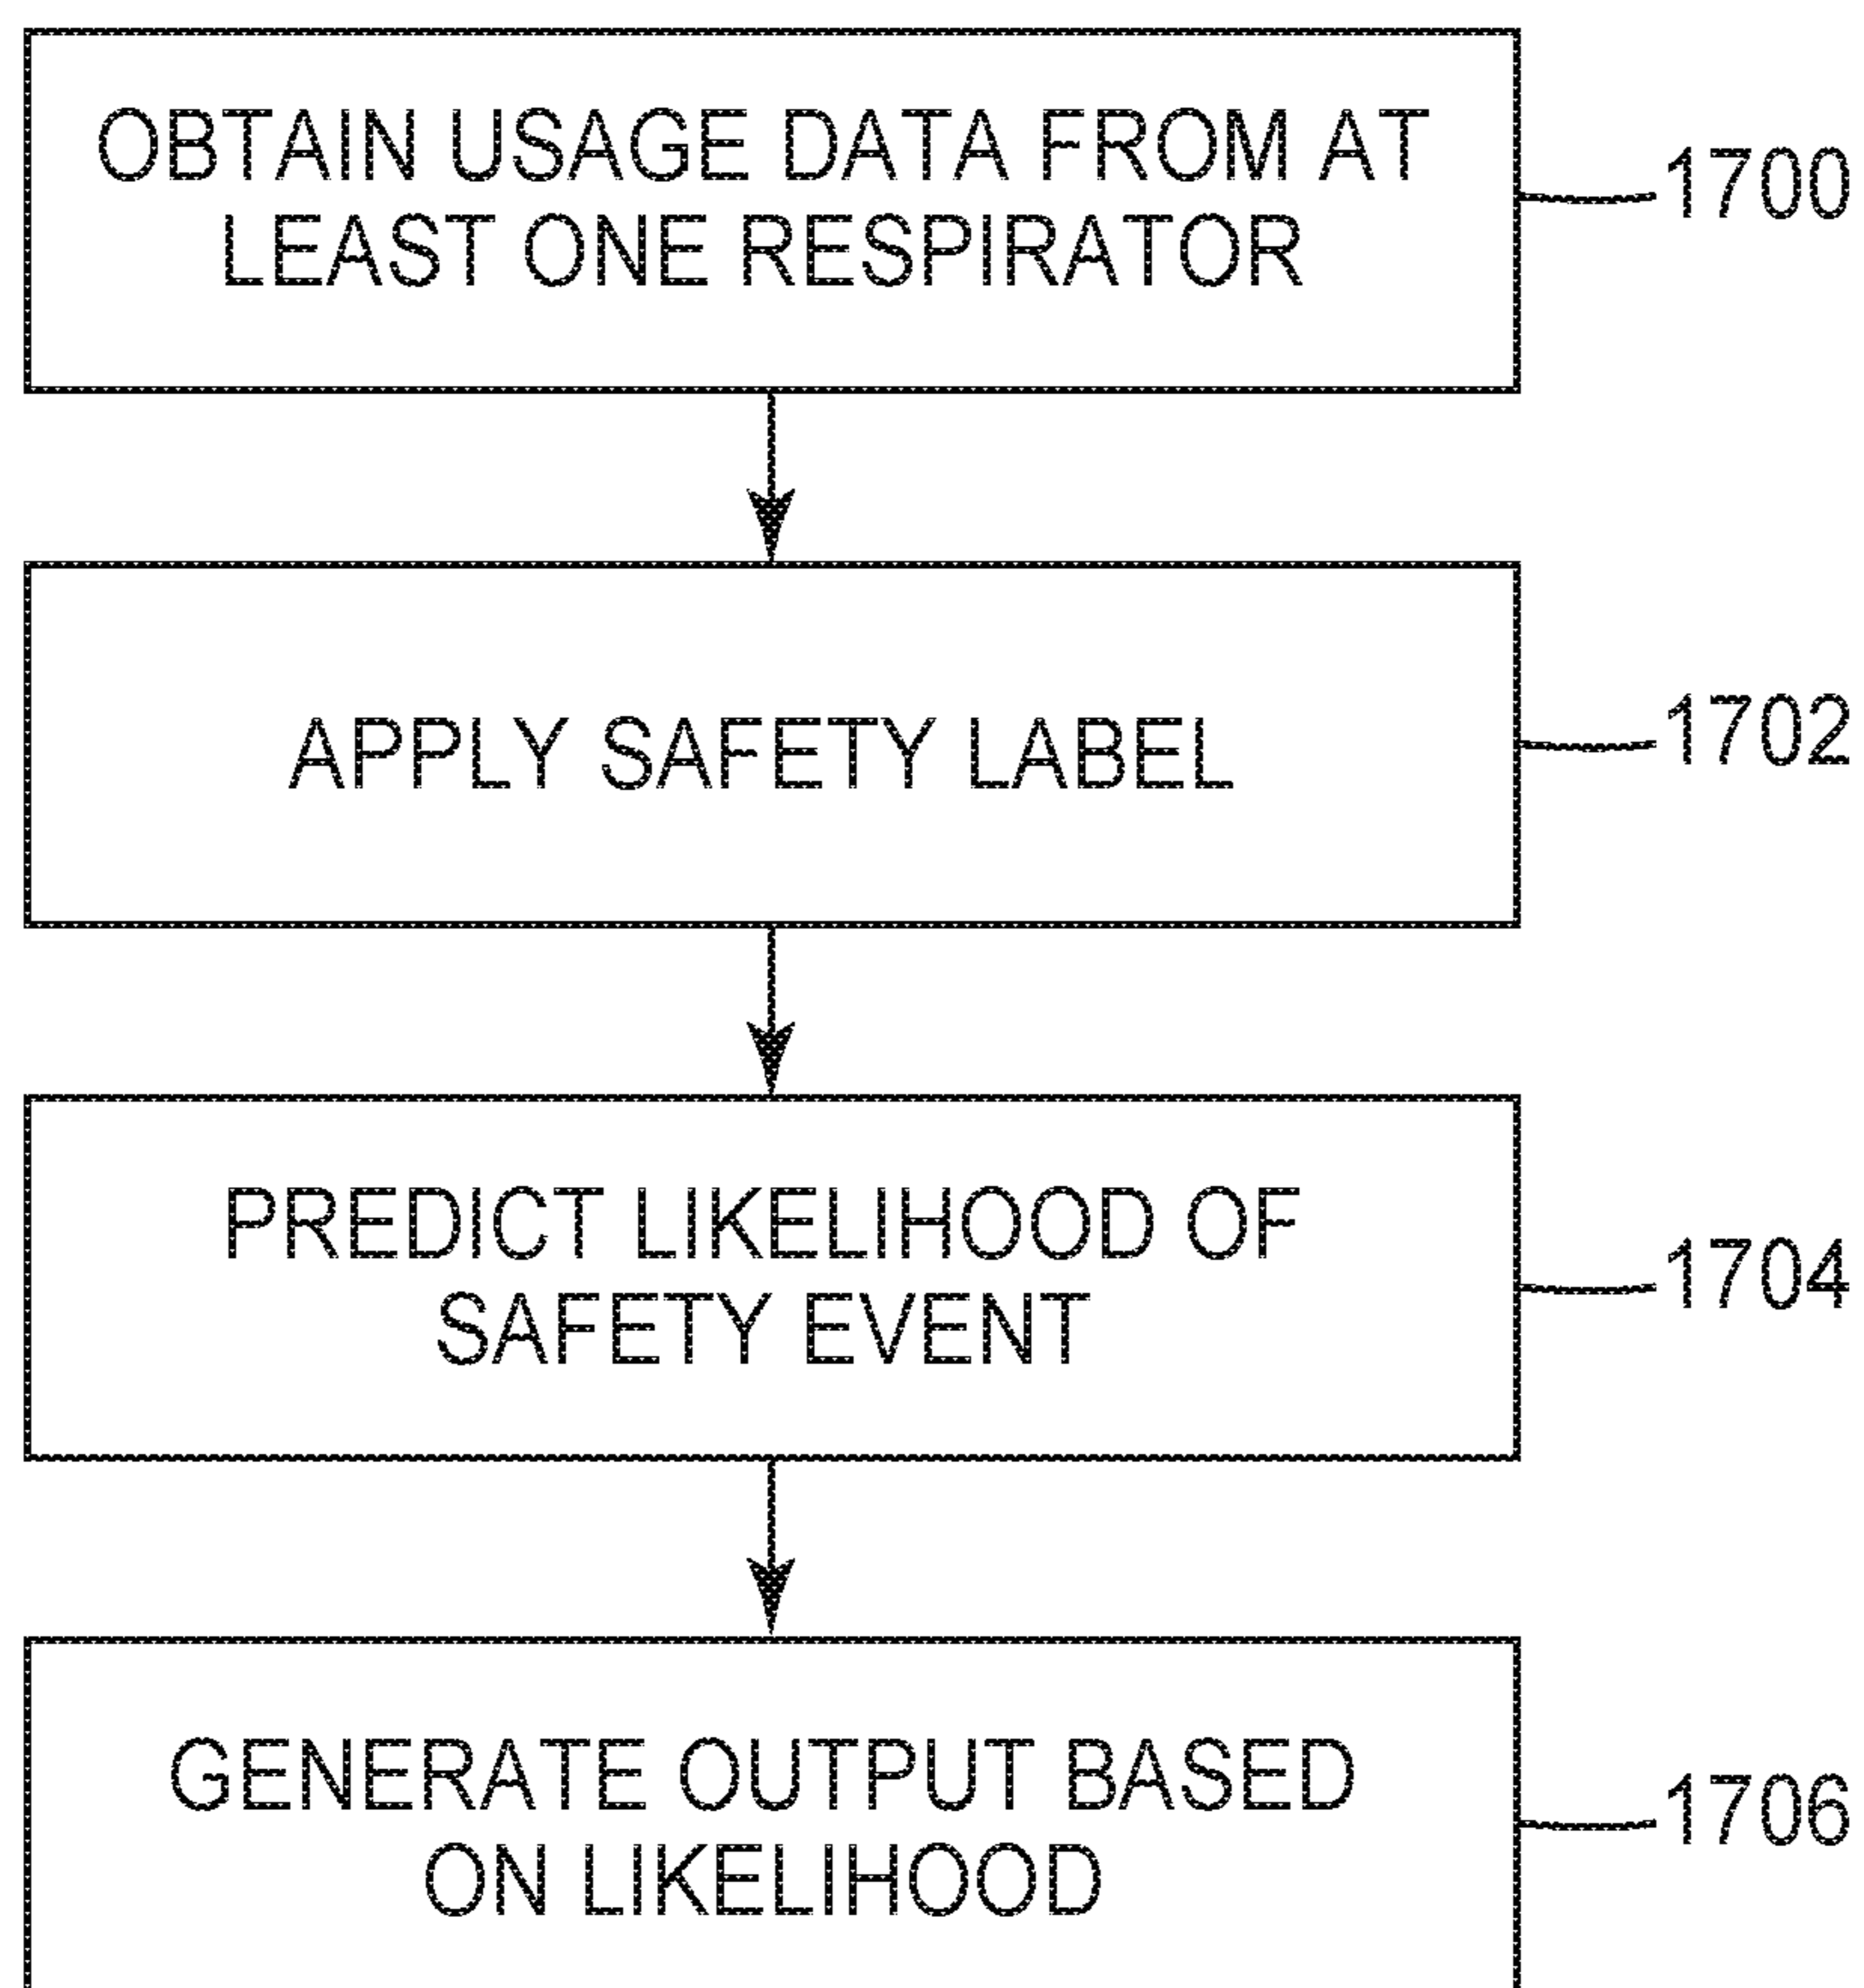 OBTAIN USAGE DATA FROM AT
LEAST ONE RESPIRATOR
1700
APPLY SAFETY LABEL
1702
PREDICT LIKELIHOOD OF
SAFETY EVENT
1704
GENERATE OUTPUT BASED
ON LIKELIHOOD
1706